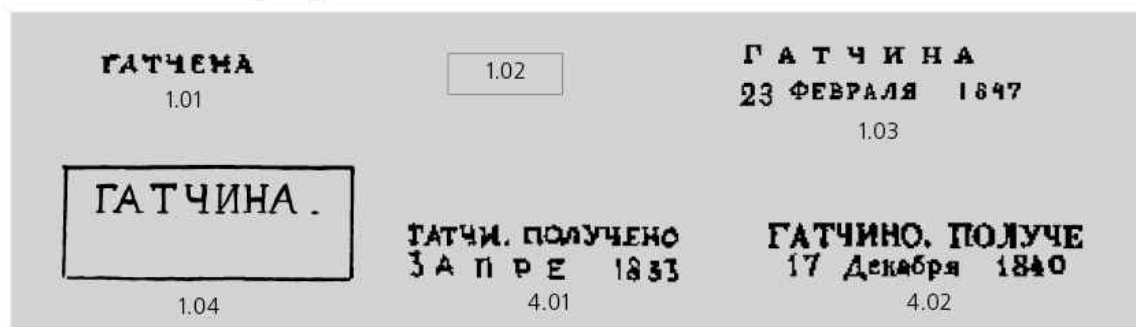 ГАТЧЕНА
1.01
1.02
Г А Т Ч И Н А
23 ФЕВРАЛЯ 1847
1.03
ГАТЧИНА.
1.04
ГАТЧИ. ПОЛУЧЕНО
3 А П Р Е 1833
4.01
ГАТЧИНО. ПОЛУЧЕ
17 Декабря 1840
4.02